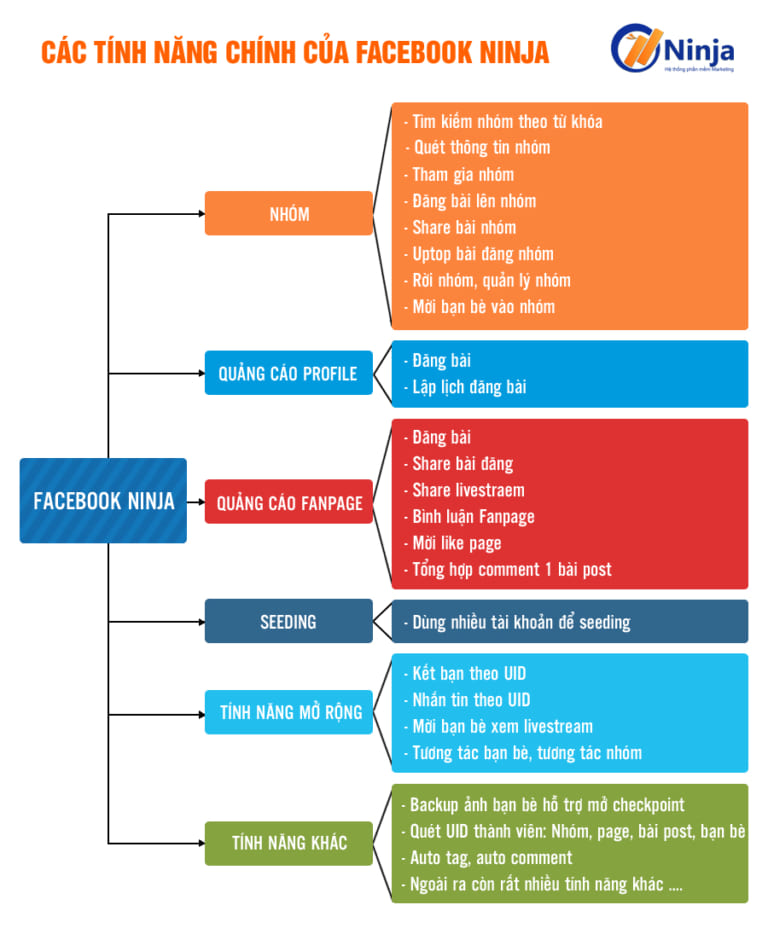 CÁC TÍNH NĂNG CHÍNH CỦA FACEBOOK NINJA
Ninja
Hệ thống phần mềm Marketing
FACEBOOK NINJA
NHÓM
- Tìm kiếm nhóm theo từ khóa
- Quét thông tin nhóm
- Tham gia nhóm
- Đăng bài lên nhóm
- Share bài nhóm
- Uptop bài đăng nhóm
- Rời nhóm, quản lý nhóm
- Mời bạn bè vào nhóm
QUẢNG CÁO PROFILE
- Đăng bài
- Lập lịch đăng bài
QUẢNG CÁO FANPAGE
- Đăng bài
- Share bài đăng
- Share livestraem
- Bình luận Fanpage
- Mời like page
- Tổng hợp comment 1 bài post
SEEDING
- Dùng nhiều tài khoản để seeding
TÍNH NĂNG MỞ RỘNG
- Kết bạn theo UID
- Nhắn tin theo UID
- Mời bạn bè xem livestream
- Tương tác bạn bè, tương tác nhóm
TÍNH NĂNG KHÁC
- Backup ảnh bạn bè hỗ trợ mở checkpoint
- Quét UID thành viên: Nhóm, page, bài post, bạn bè
- Auto tag, auto comment
- Ngoài ra còn rất nhiều tính năng khác ....